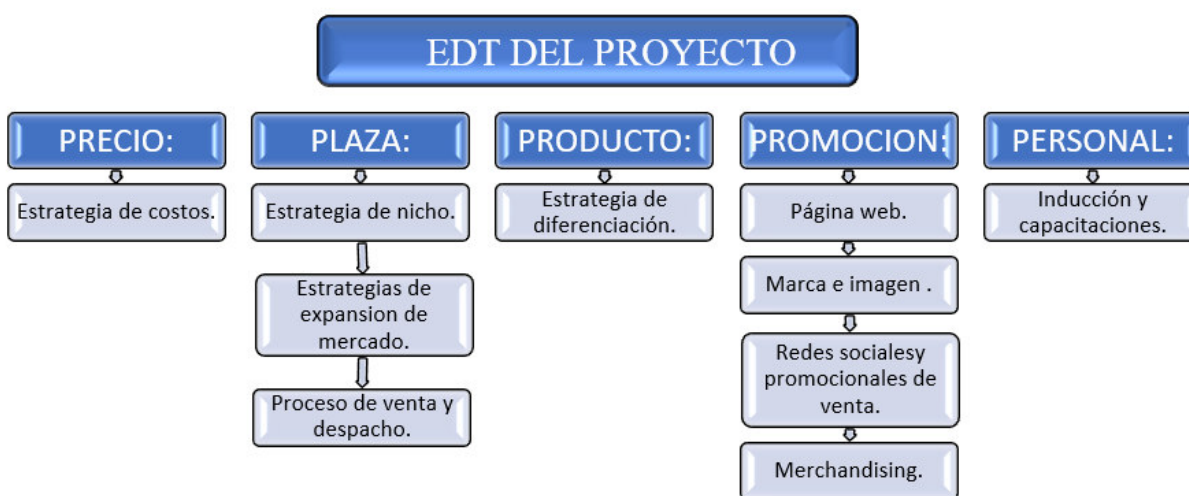 EDT DEL PROYECTO
PRECIO:
Estrategia de costos.
PLAZA:
Estrategia de nicho.
Estrategias de
expansion de
mercado.
Proceso de venta y
despacho.
PRODUCTO:
Estrategia de
diferenciación.
PROMOCION:
Página web.
Marca e imagen .
Redes socialesy
promocionales de
venta.
Merchandising.
PERSONAL:
Inducción y
capacitaciones.